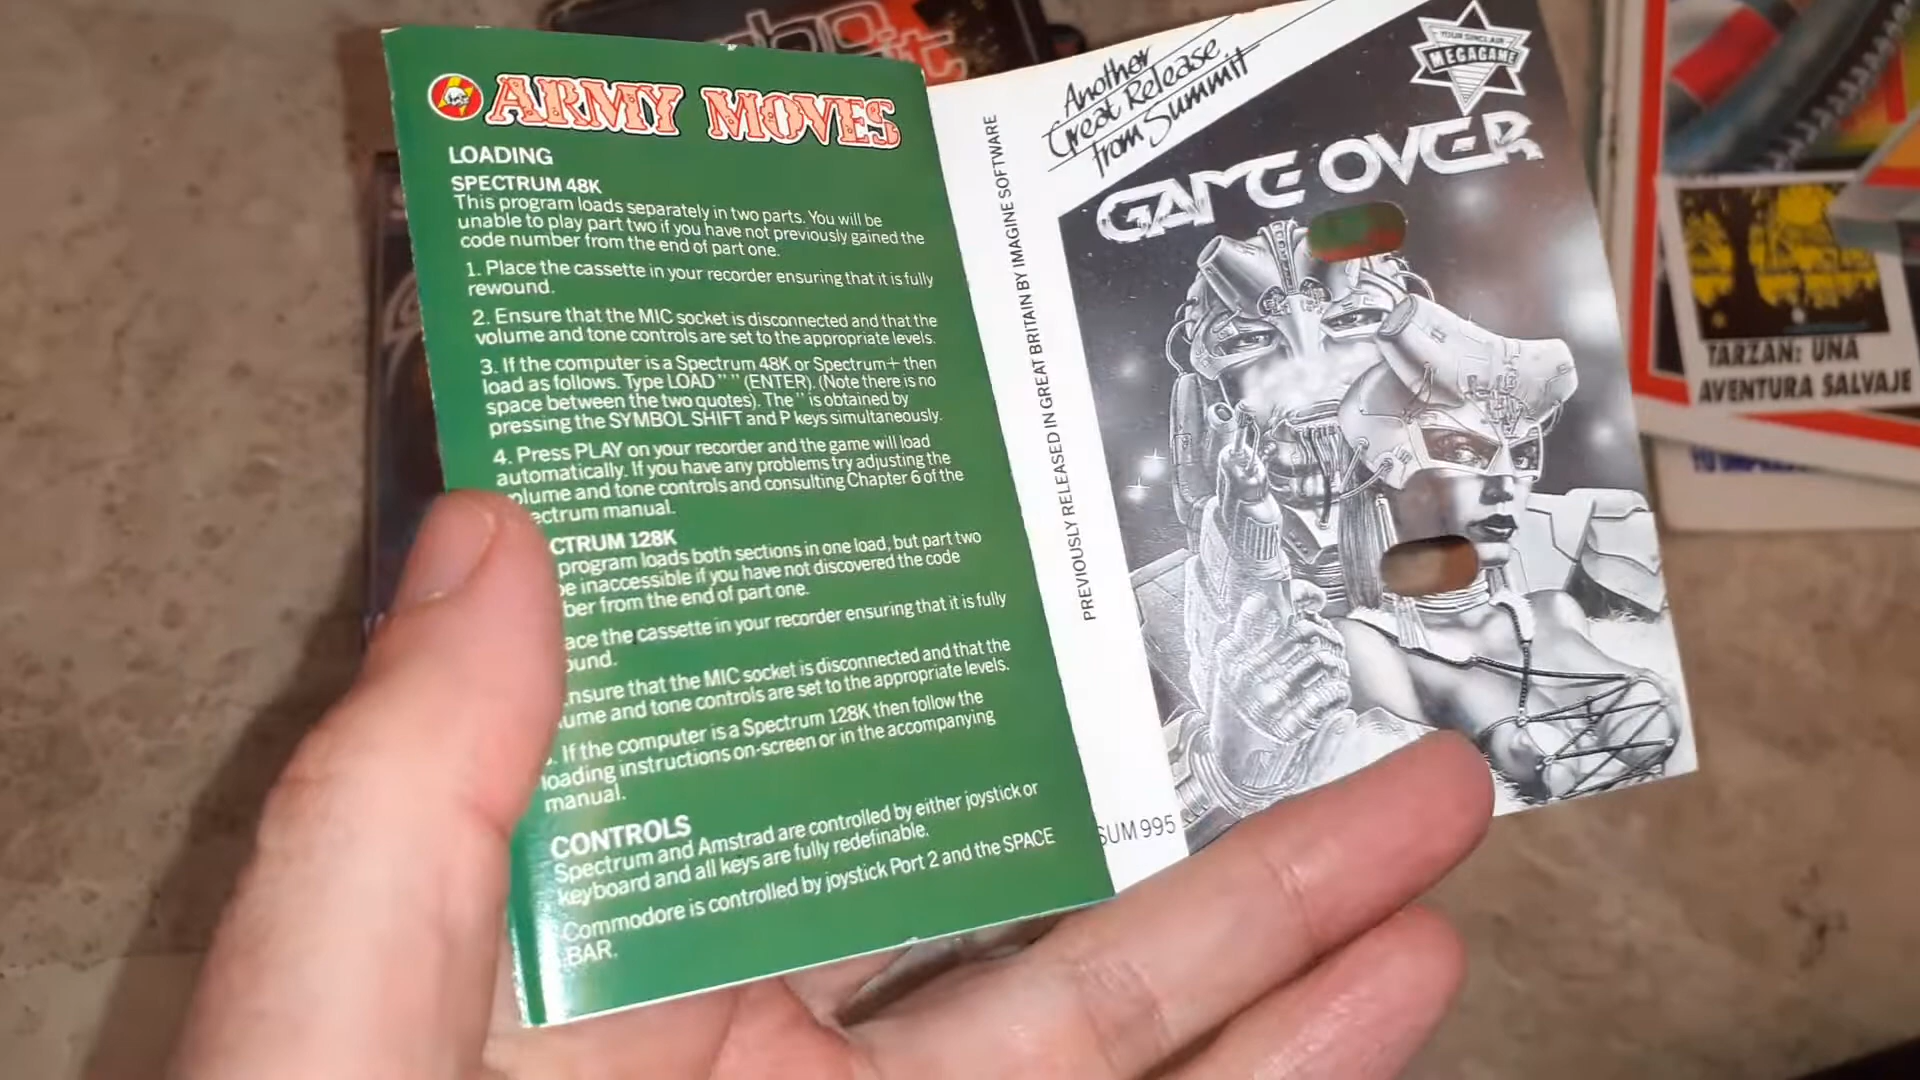 ARMY MOVES
LOADING
SPECTRUM 48K
This program loads separately in two parts. You will be
unable to play part two if you have not previously gained the
code number from the end of part one.
1. Place the cassette in your recorder ensuring that it is fully
rewound.
2. Ensure that the MIC socket is disconnected and that the
volume and tone controls are set to the appropriate levels.
3. If the computer is a Spectrum 48K or Spectrum+ then
load as follows. Type LOAD " " (ENTER). (Note there is no
space between the two quotes). The " is obtained by
pressing the SYMBOL SHIFT and P keys simultaneously.
4. Press PLAY on your recorder and the game will load
automatically. If you have any problems try adjusting the
olume and tone controls and consulting Chapter 6 of the
ectrum manual.
CTRUM 128K
program loads both sections in one load, but part two
be inaccessible if you have not discovered the code
ber from the end of part one.
ace the cassette in your recorder ensuring that it is fully
ound.
nsure that the MIC socket is disconnected and that the
ume and tone controls are set to the appropriate levels.
. If the computer is a Spectrum 128K then follow the
loading instructions on-screen or in the accompanying
manual.
CONTROLS
Spectrum and Amstrad are controlled by either joystick or
keyboard and all keys are fully redefinable.
Commodore is controlled by joystick Port 2 and the SPACE
BAR.
PREVIOUSLY RELEASED IN GREAT BRITAIN BY IMAGINE SOFTWARE
SUM 995
Another
Great Release
from Summit
YOUR SINCLAIR
MEGAGAME
GAME OVER
TARZAN: UNA
AVENTURA SALVAJE